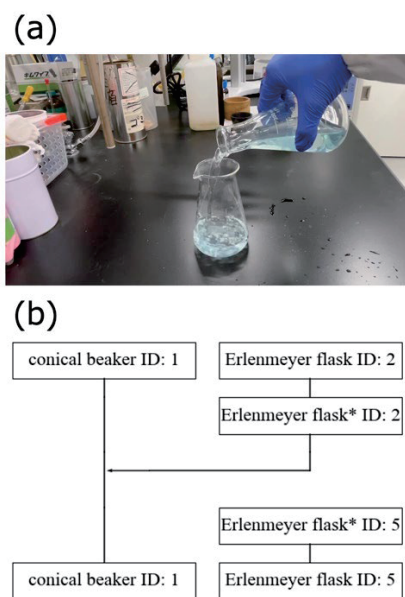 (a)
(b)
conical beaker ID: 1
Erlenmeyer flask ID: 2
Erlenmeyer flask* ID: 2
Erlenmeyer flask* ID: 5
conical beaker ID: 1
Erlenmeyer flask ID: 5